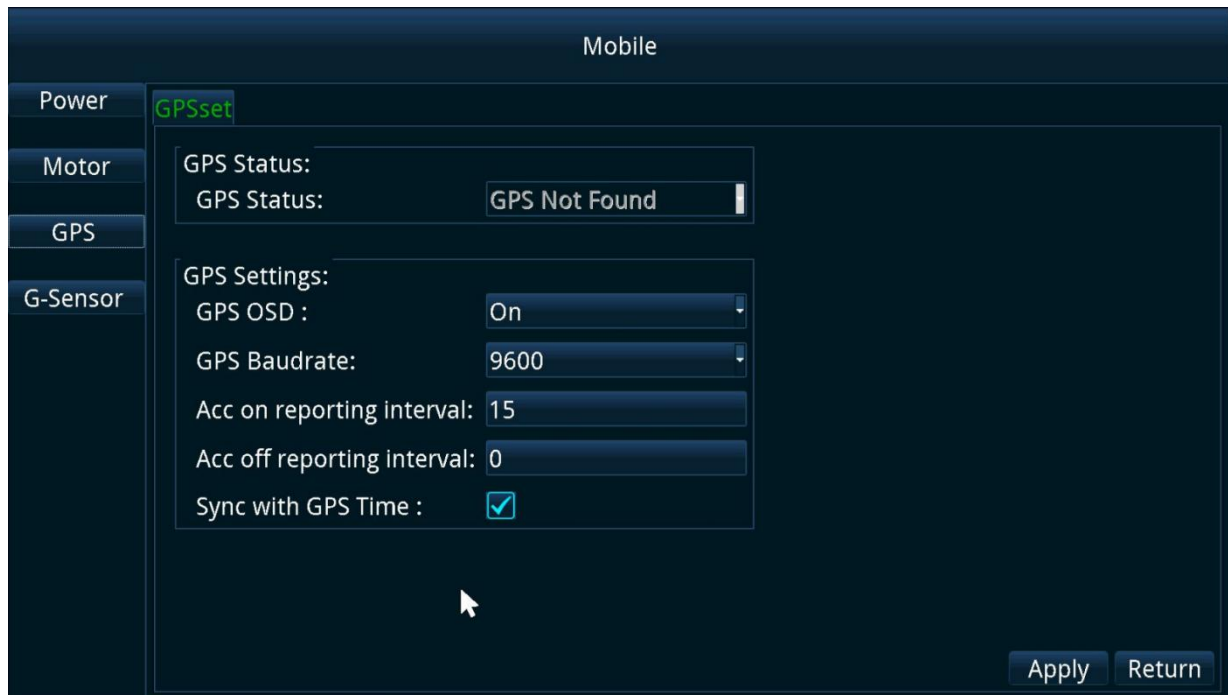 Mobile
Power
Motor
GPS
G-Sensor
GPSset
GPS Status:
GPS Status: GPS Not Found
GPS Settings:
GPS OSD : On
GPS Baudrate: 9600
Acc on reporting interval: 15
Acc off reporting interval: 0
Sync with GPS Time :
Apply Return